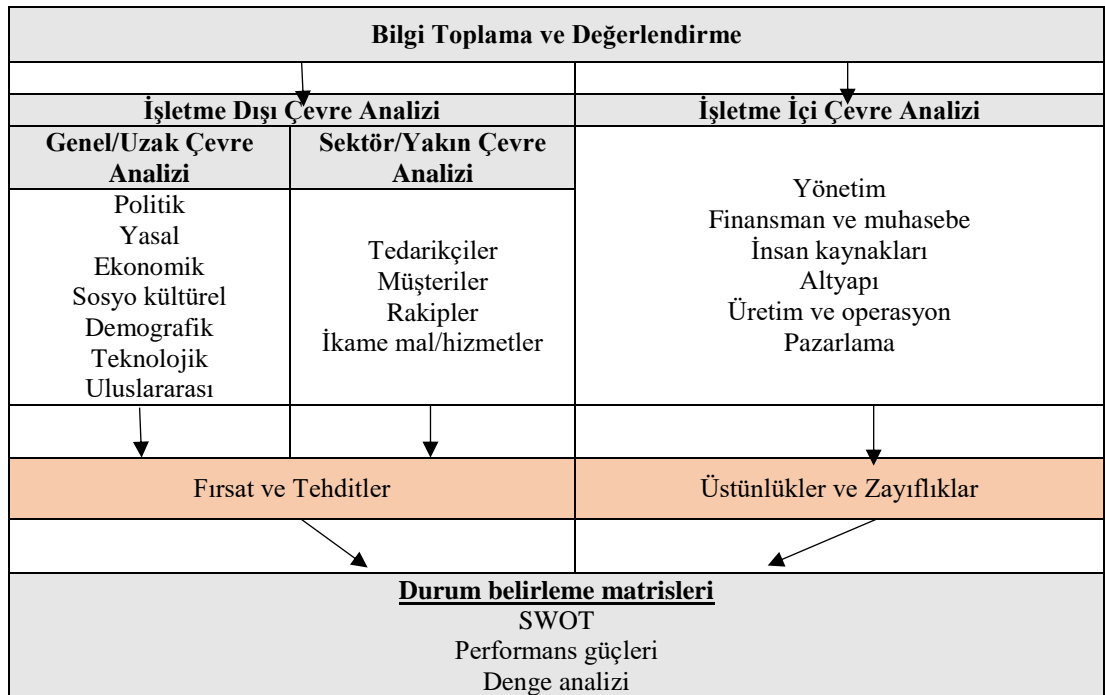 Bilgi Toplama ve Değerlendirme
İşletme Dışı Çevre Analizi
İşletme İçi Çevre Analizi
Genel/Uzak Çevre
Analizi
Sektör/Yakın Çevre
Analizi
Politik
Yasal
Ekonomik
Sosyo kültürel
Demografik
Teknolojik
Uluslararası
Tedarikçiler
Müşteriler
Rakipler
İkame mal/hizmetler
Yönetim
Finansman ve muhasebe
İnsan kaynakları
Altyapı
Üretim ve operasyon
Pazarlama
Fırsat ve Tehditler
Üstünlükler ve Zayıflıklar
Durum belirleme matrisleri
SWOT
Performans güçleri
Denge analizi